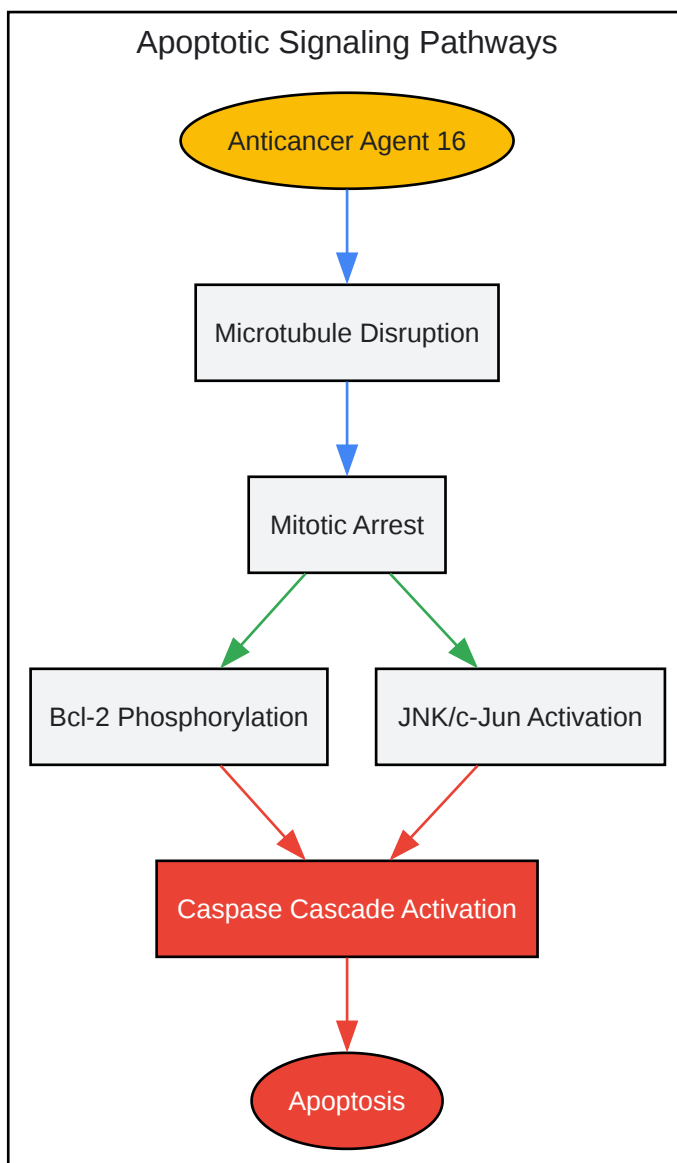 Apoptotic Signaling Pathways
Anticancer Agent 16
Microtubule Disruption
Mitotic Arrest
Bcl-2 Phosphorylation
JNK/c-Jun Activation
Caspase Cascade Activation
Apoptosis